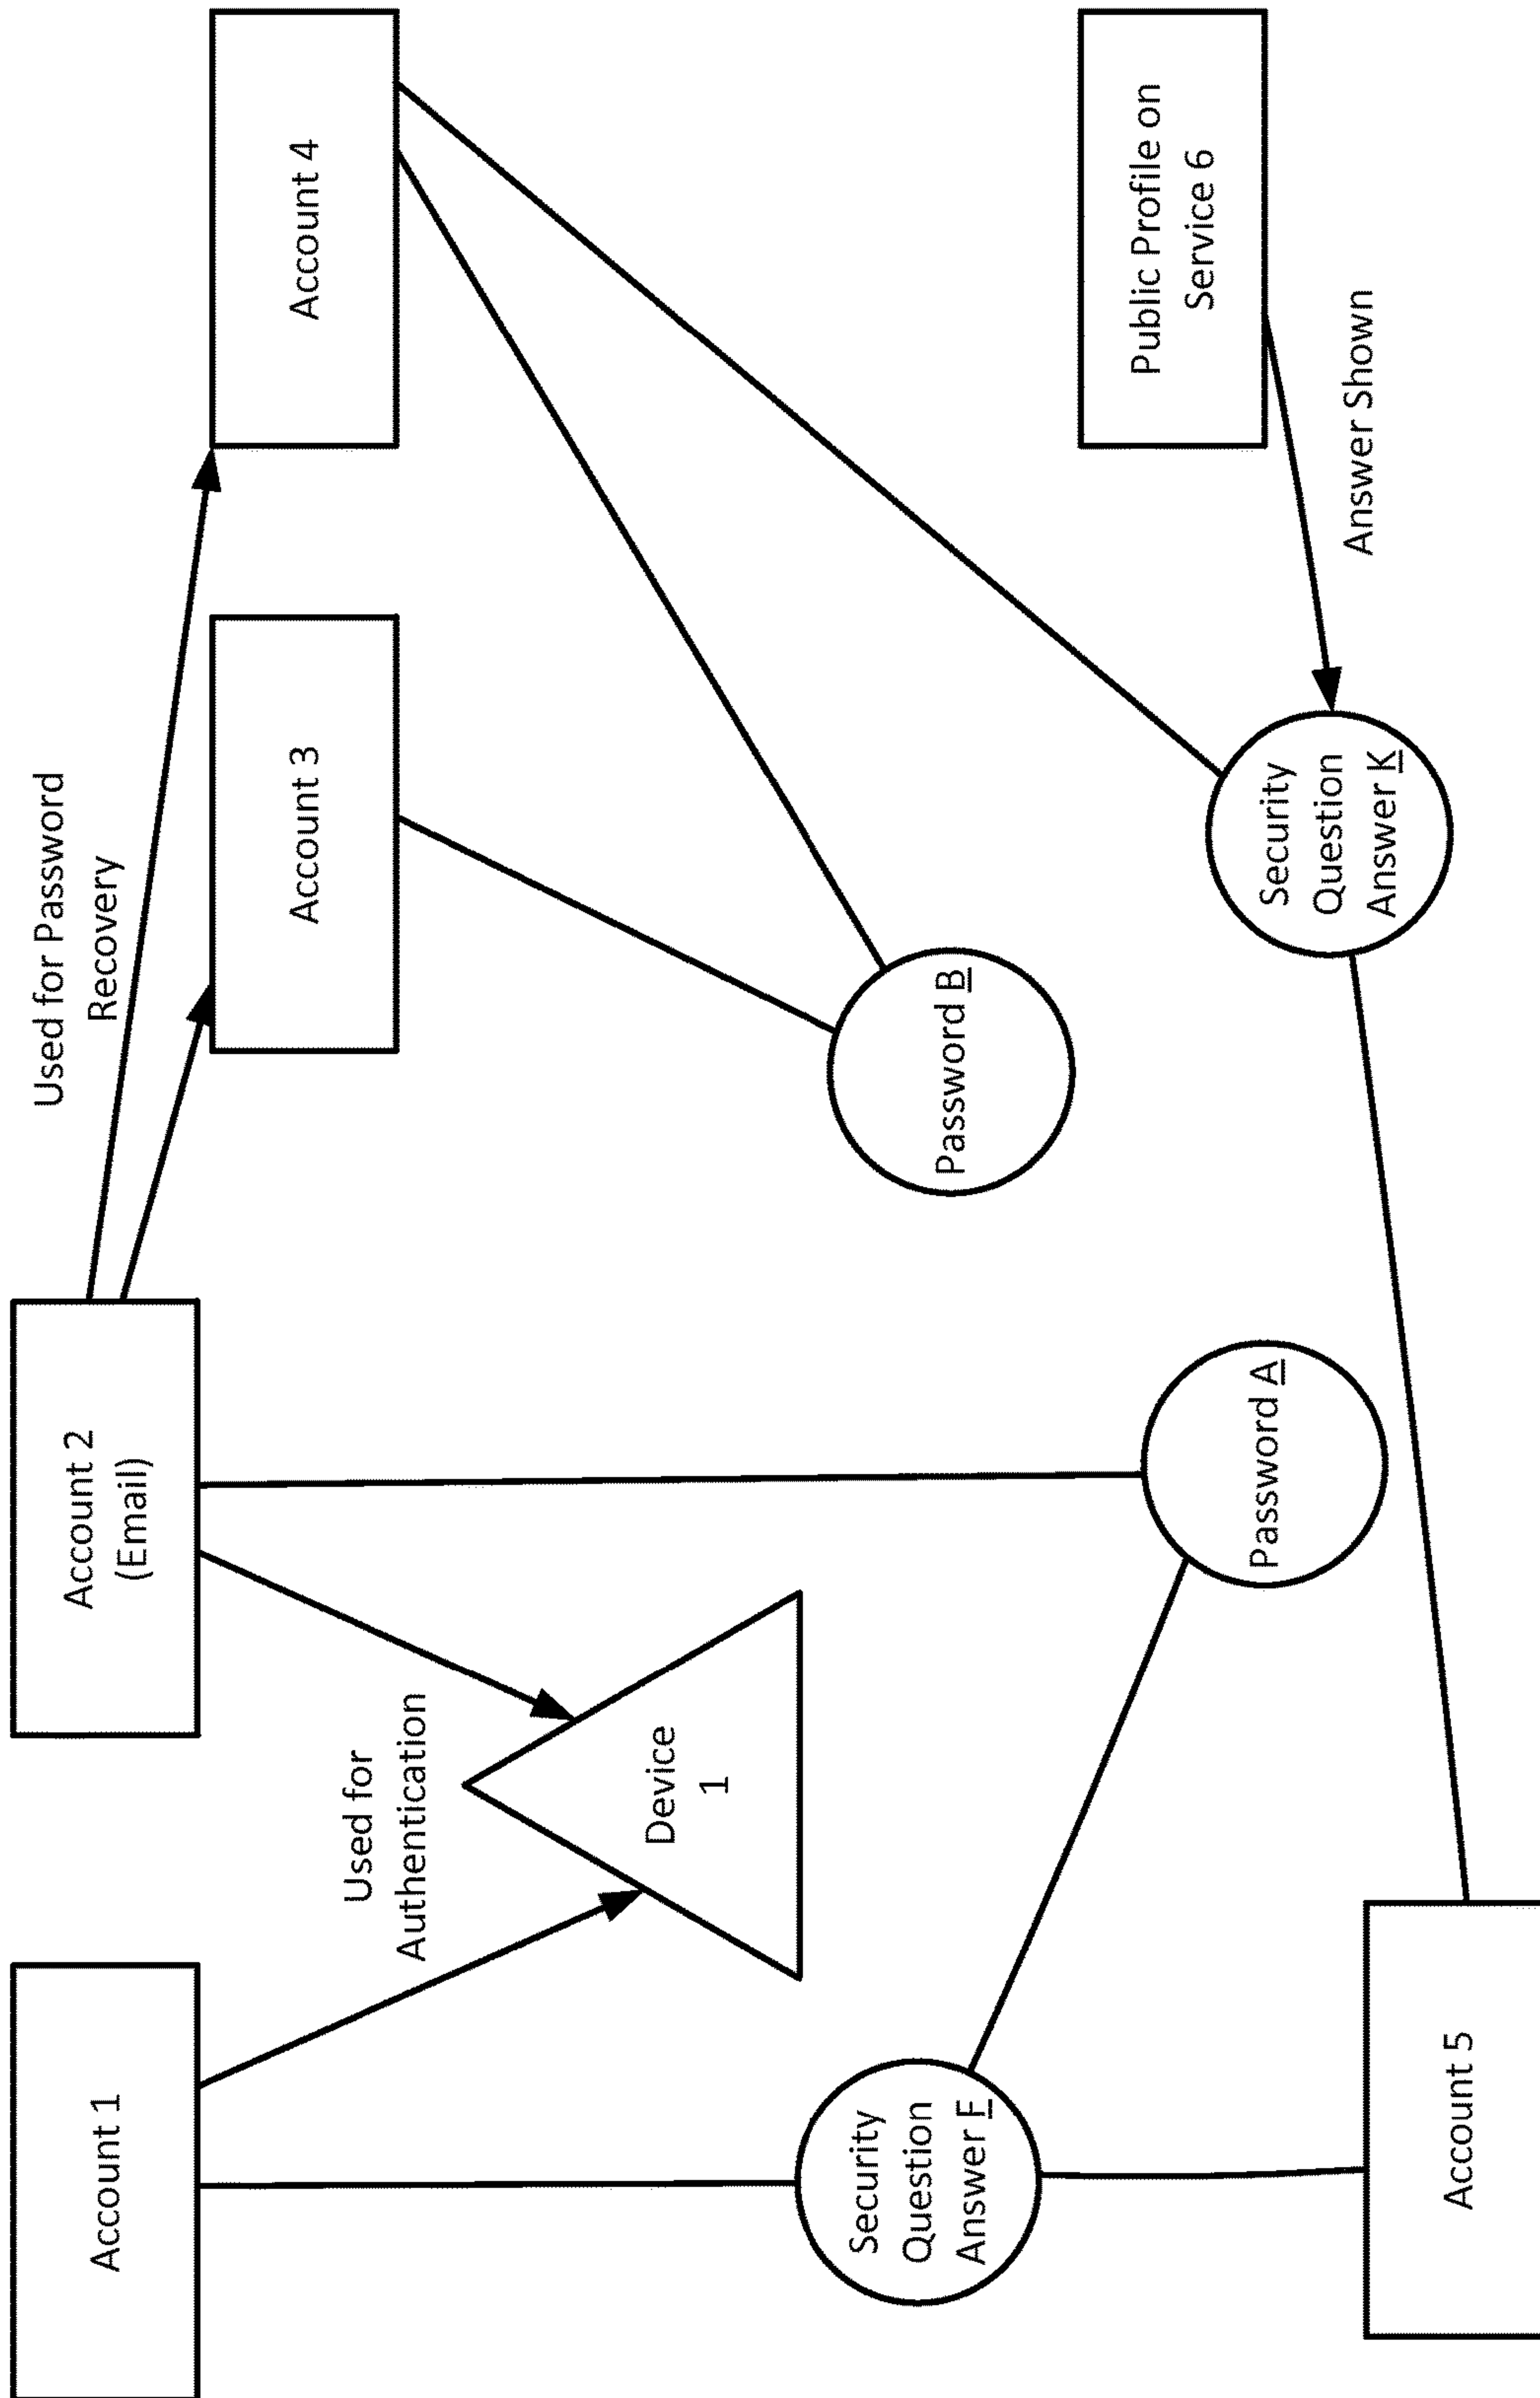 Account 1
Account 2
(Email)
Used for Password
Recovery
Account 3
Account 4
Used for
Authentication
Device
1
Security
Question
Answer F
Password A
Password B
Security
Question
Answer K
Public Profile on
Service 6
Answer Shown
Account 5